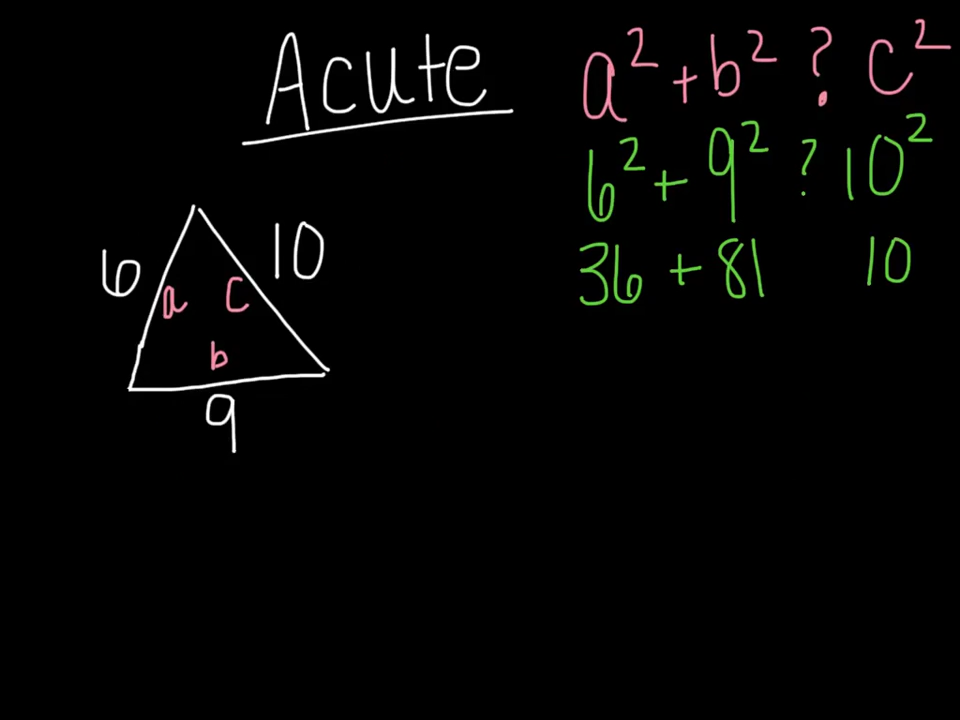 Acute
a² + b² ? c²
6² + 9² ? 10²
36 + 81 10
6 10
a c
b
9